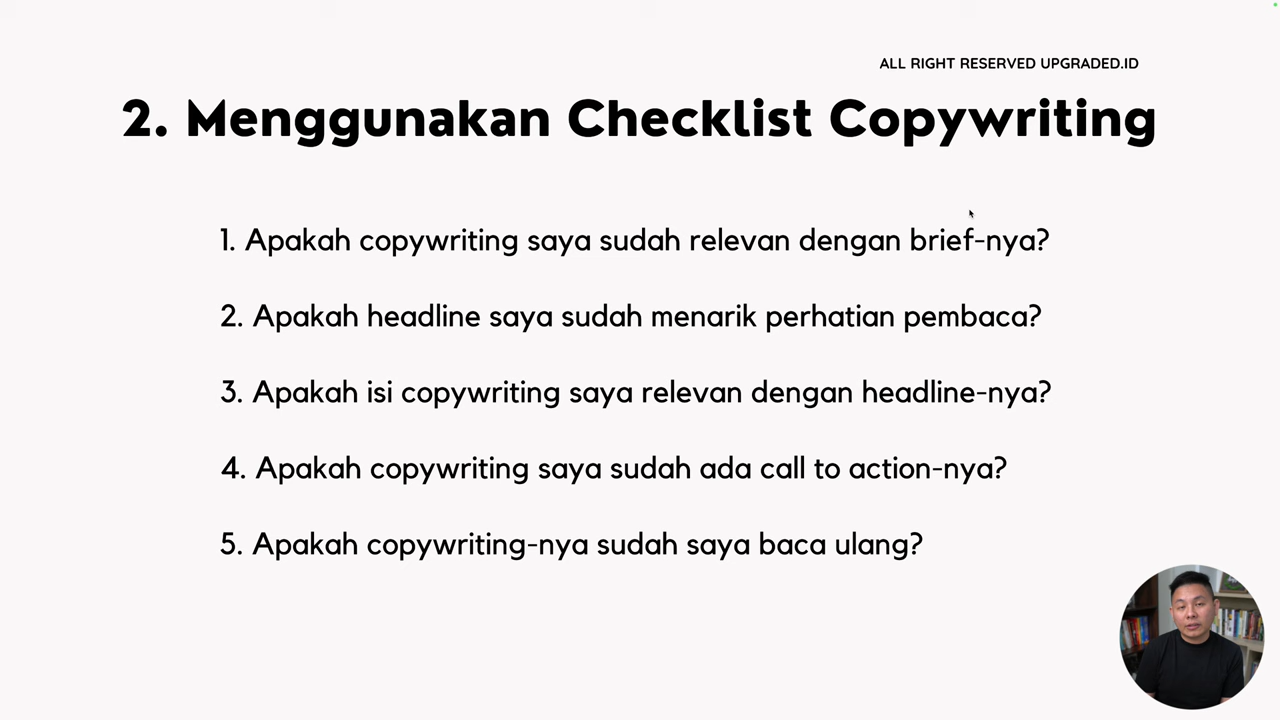 ALL RIGHT RESERVED UPGRADED.ID
2. Menggunakan Checklist Copywriting
1. Apakah copywriting saya sudah relevan dengan brief-nya?
2. Apakah headline saya sudah menarik perhatian pembaca?
3. Apakah isi copywriting saya relevan dengan headline-nya?
4. Apakah copywriting saya sudah ada call to action-nya?
5. Apakah copywriting-nya sudah saya baca ulang?